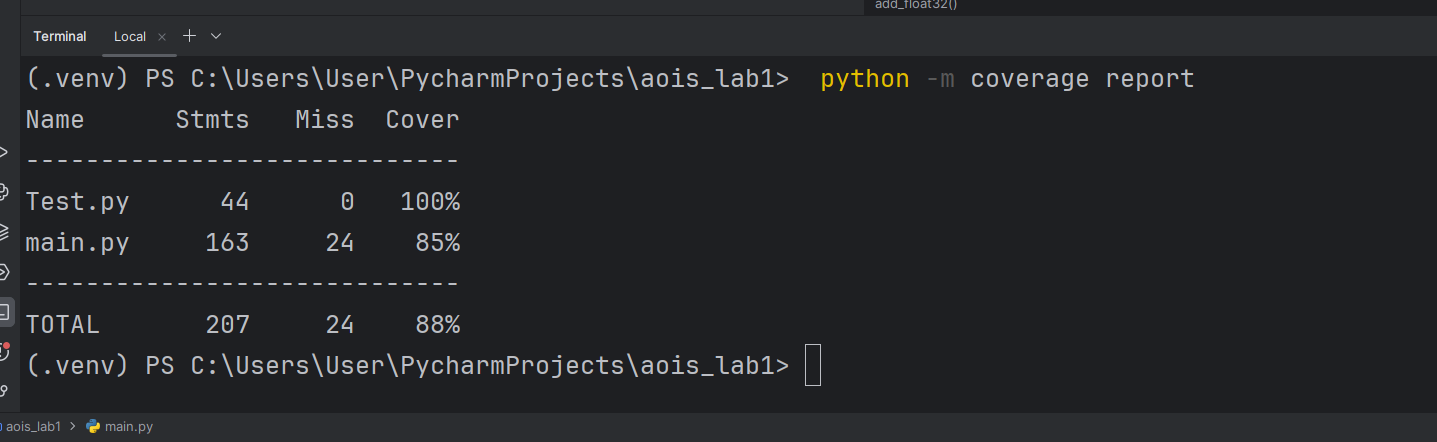 add_float32()
Terminal Local
(.venv) PS C:\Users\User\PycharmProjects\aois_lab1> python -m coverage report
Name Stmts Miss Cover
-----------------------------
Test.py 44 0 100%
main.py 163 24 85%
-----------------------------
TOTAL 207 24 88%
(.venv) PS C:\Users\User\PycharmProjects\aois_lab1>
aois_lab1 > main.py